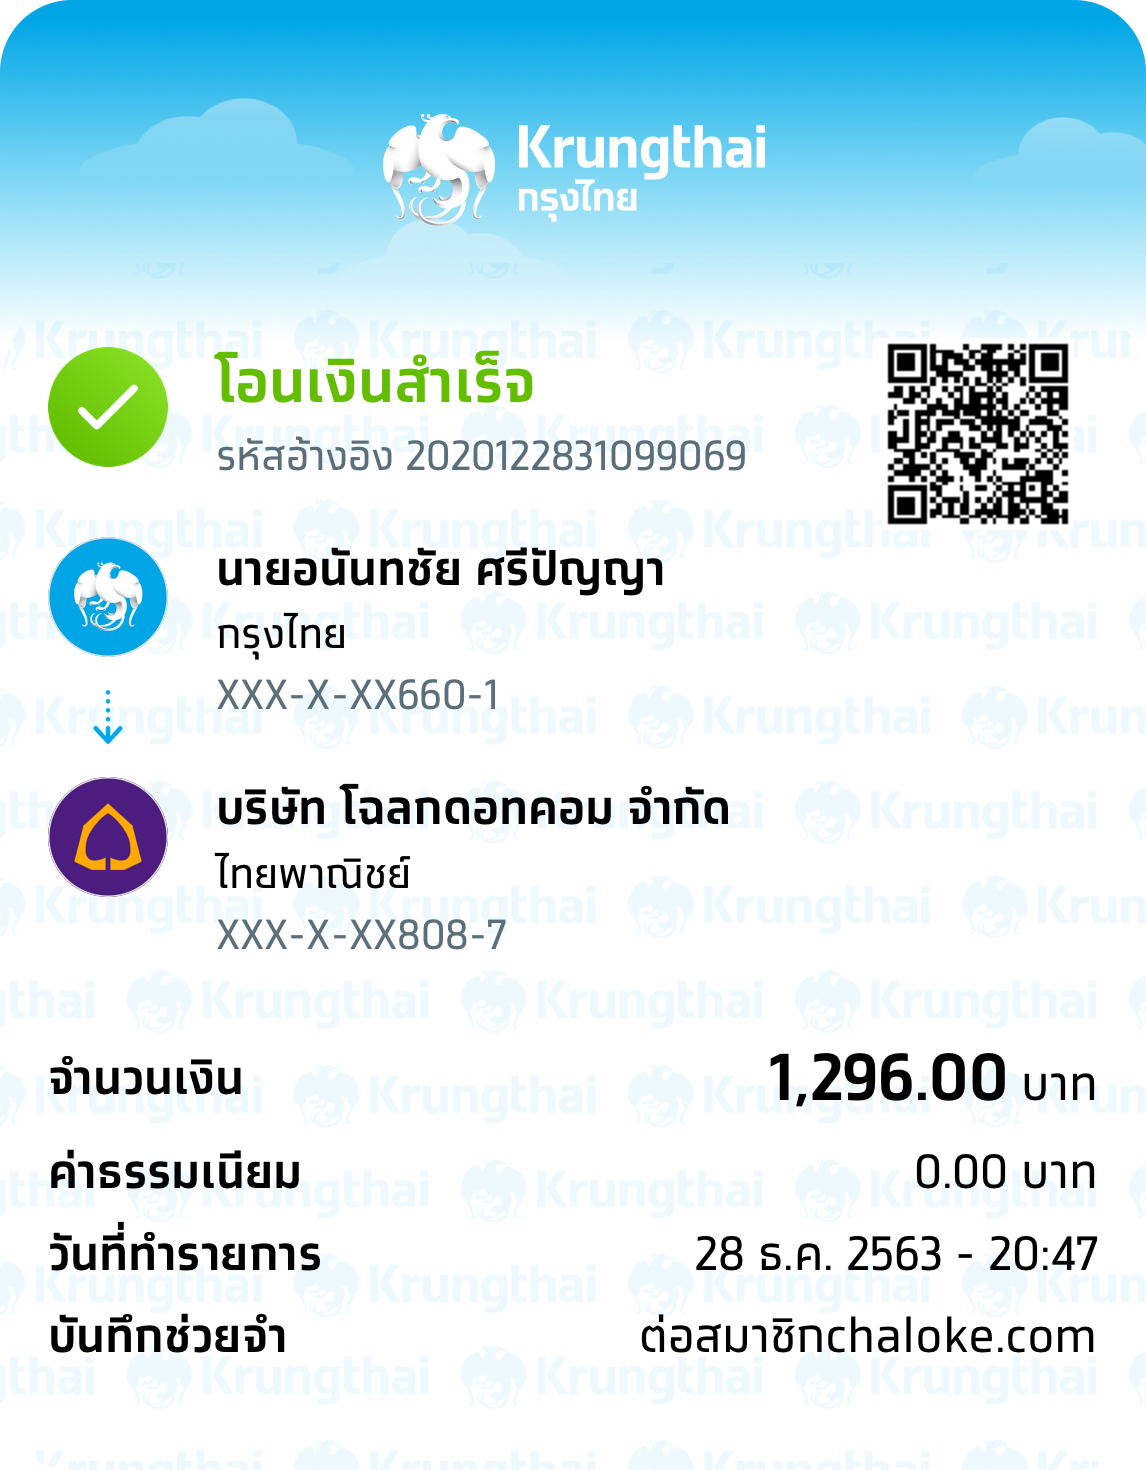 Krungthai
กรุงไทย
โอนเงินสำเร็จ
รหัสอ้างอิง 2020122831099069
นายอนันทชัย ศรีปัญญา
กรุงไทย
XXX-X-XX660-1
บริษัท โฉลกดอทคอม จำกัด
ไทยพาณิชย์
XXX-X-XX808-7
จำนวนเงิน 1,296.00 บาท
ค่าธรรมเนียม 0.00 บาท
วันที่ทำรายการ 28 ธ.ค. 2563 - 20:47
บันทึกช่วยจำ ต่อสมาชิกchaloke.com